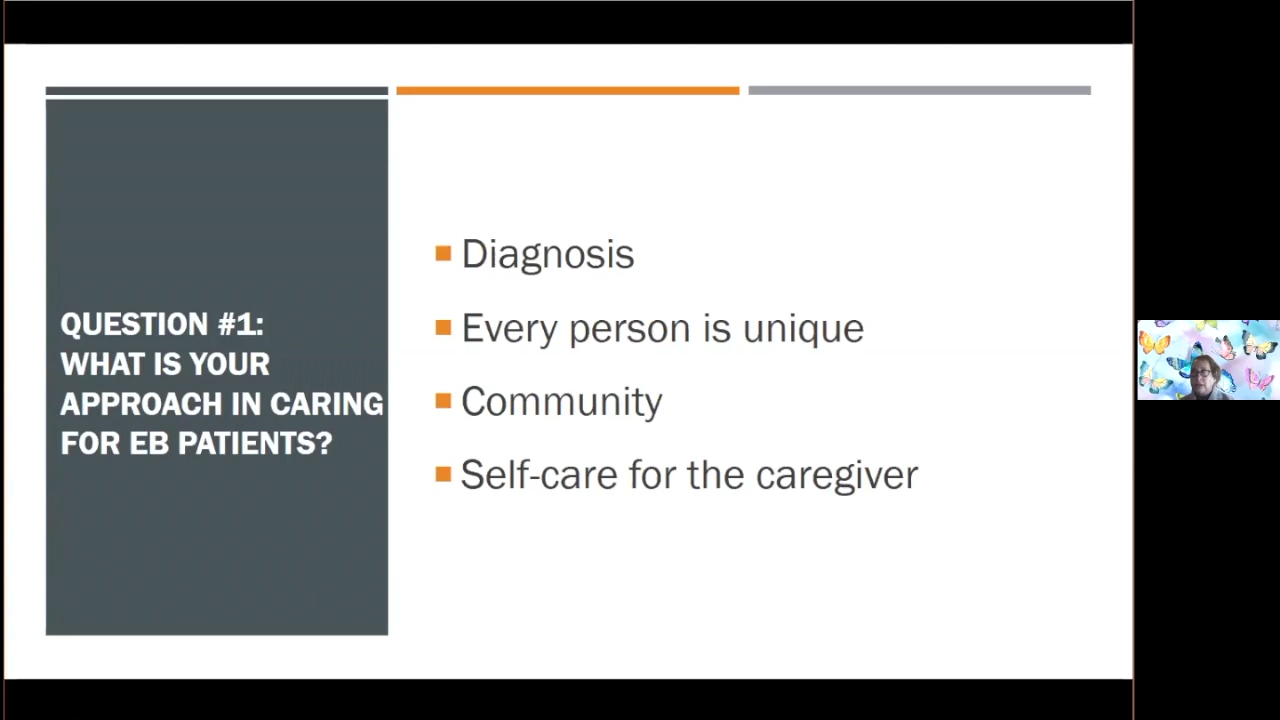 QUESTION #1:
WHAT IS YOUR
APPROACH IN CARING
FOR EB PATIENTS?
Diagnosis
Every person is unique
Community
Self-care for the caregiver